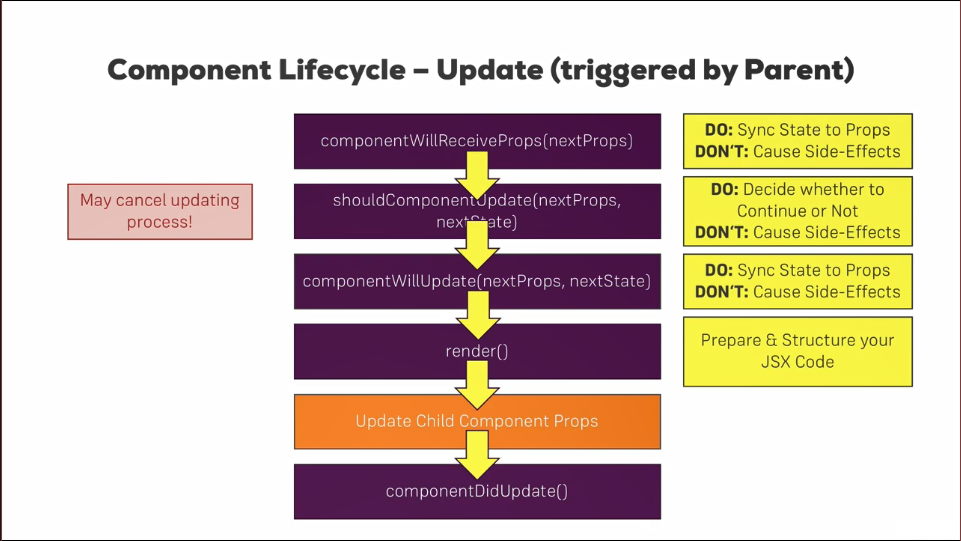 Component Lifecycle – Update (triggered by Parent)
componentWillReceiveProps(nextProps)
DO: Sync State to Props
DON'T: Cause Side-Effects
May cancel updating
process!
shouldComponentUpdate(nextProps,
nextState)
DO: Decide whether to
Continue or Not
DON'T: Cause Side-Effects
componentWillUpdate(nextProps, nextState)
DO: Sync State to Props
DON'T: Cause Side-Effects
render()
Prepare & Structure your
JSX Code
Update Child Component Props
componentDidUpdate()